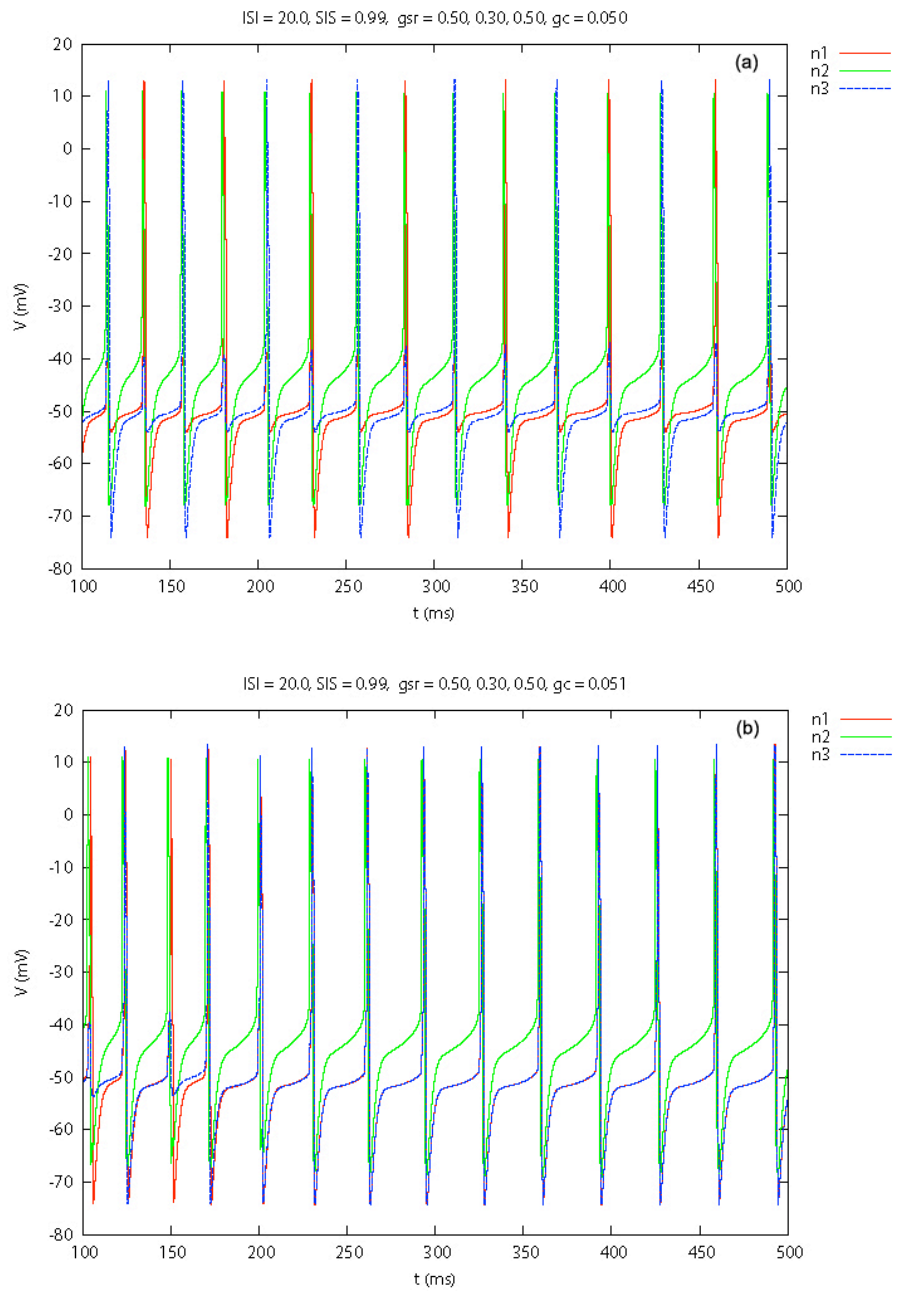 ISI = 20.0, SIS = 0.99, gsr = 0.50, 0.30, 0.50, gc = 0.050
(a)
n1
n2
n3
20
10
0
-10
-20
-30
-40
-50
-60
-70
-80
V (mV)
100 150 200 250 300 350 400 450 500
t (ms)
ISI = 20.0, SIS = 0.99, gsr = 0.50, 0.30, 0.50, gc = 0.051
(b)
n1
n2
n3
20
10
0
-10
-20
-30
-40
-50
-60
-70
-80
V (mV)
100 150 200 250 300 350 400 450 500
t (ms)